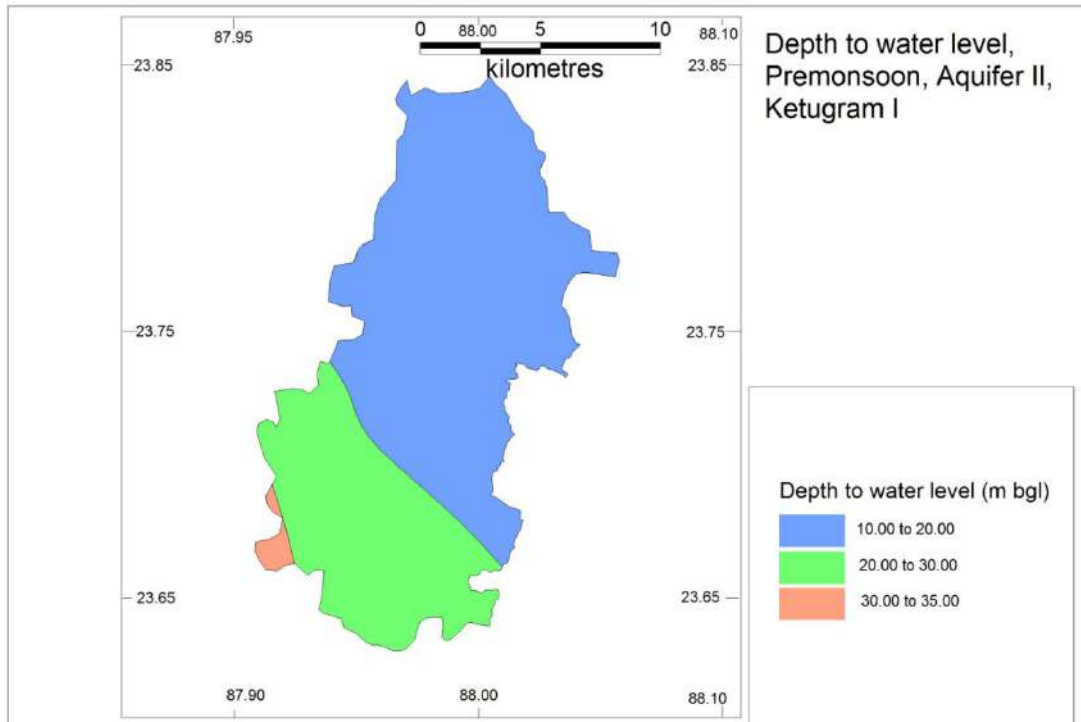 0 88.00 5 10
87.95
88.10
kilometres
23.85
23.85
Depth to water level,
Premonsoon, Aquifer II,
Ketugram I
23.75
23.75
Depth to water level (m bgl)
10.00 to 20.00
20.00 to 30.00
30.00 to 35.00
23.65
23.65
87.90
88.00
88.10